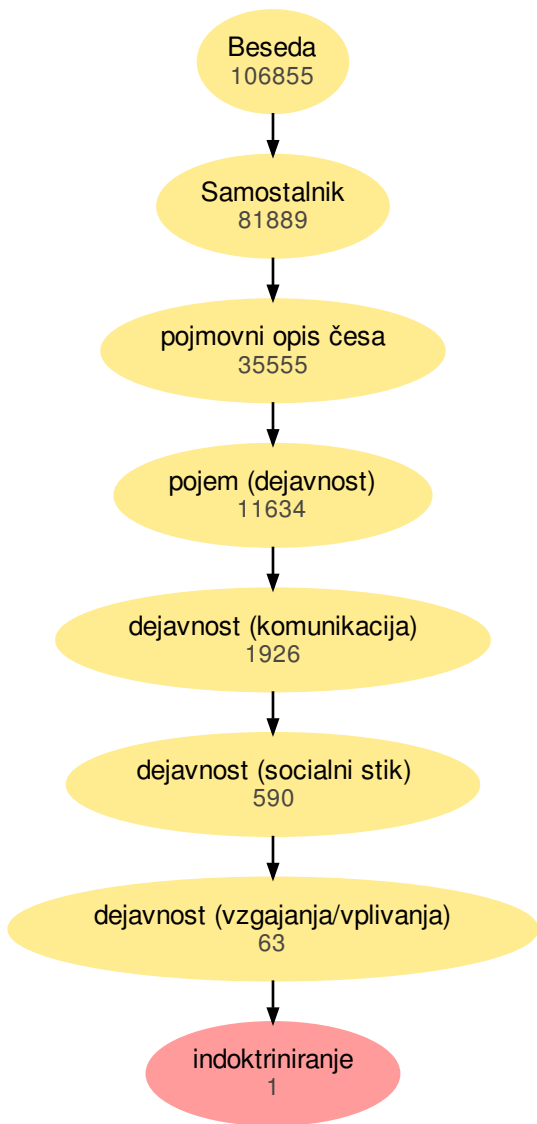 Beseda
106855
Samostalnik
81889
pojmovni opis česa
35555
pojem (dejavnost)
11634
dejavnost (komunikacija)
1926
dejavnost (socialni stik)
590
dejavnost (vzgajanja/vplivanja)
63
indoktriniranje
1